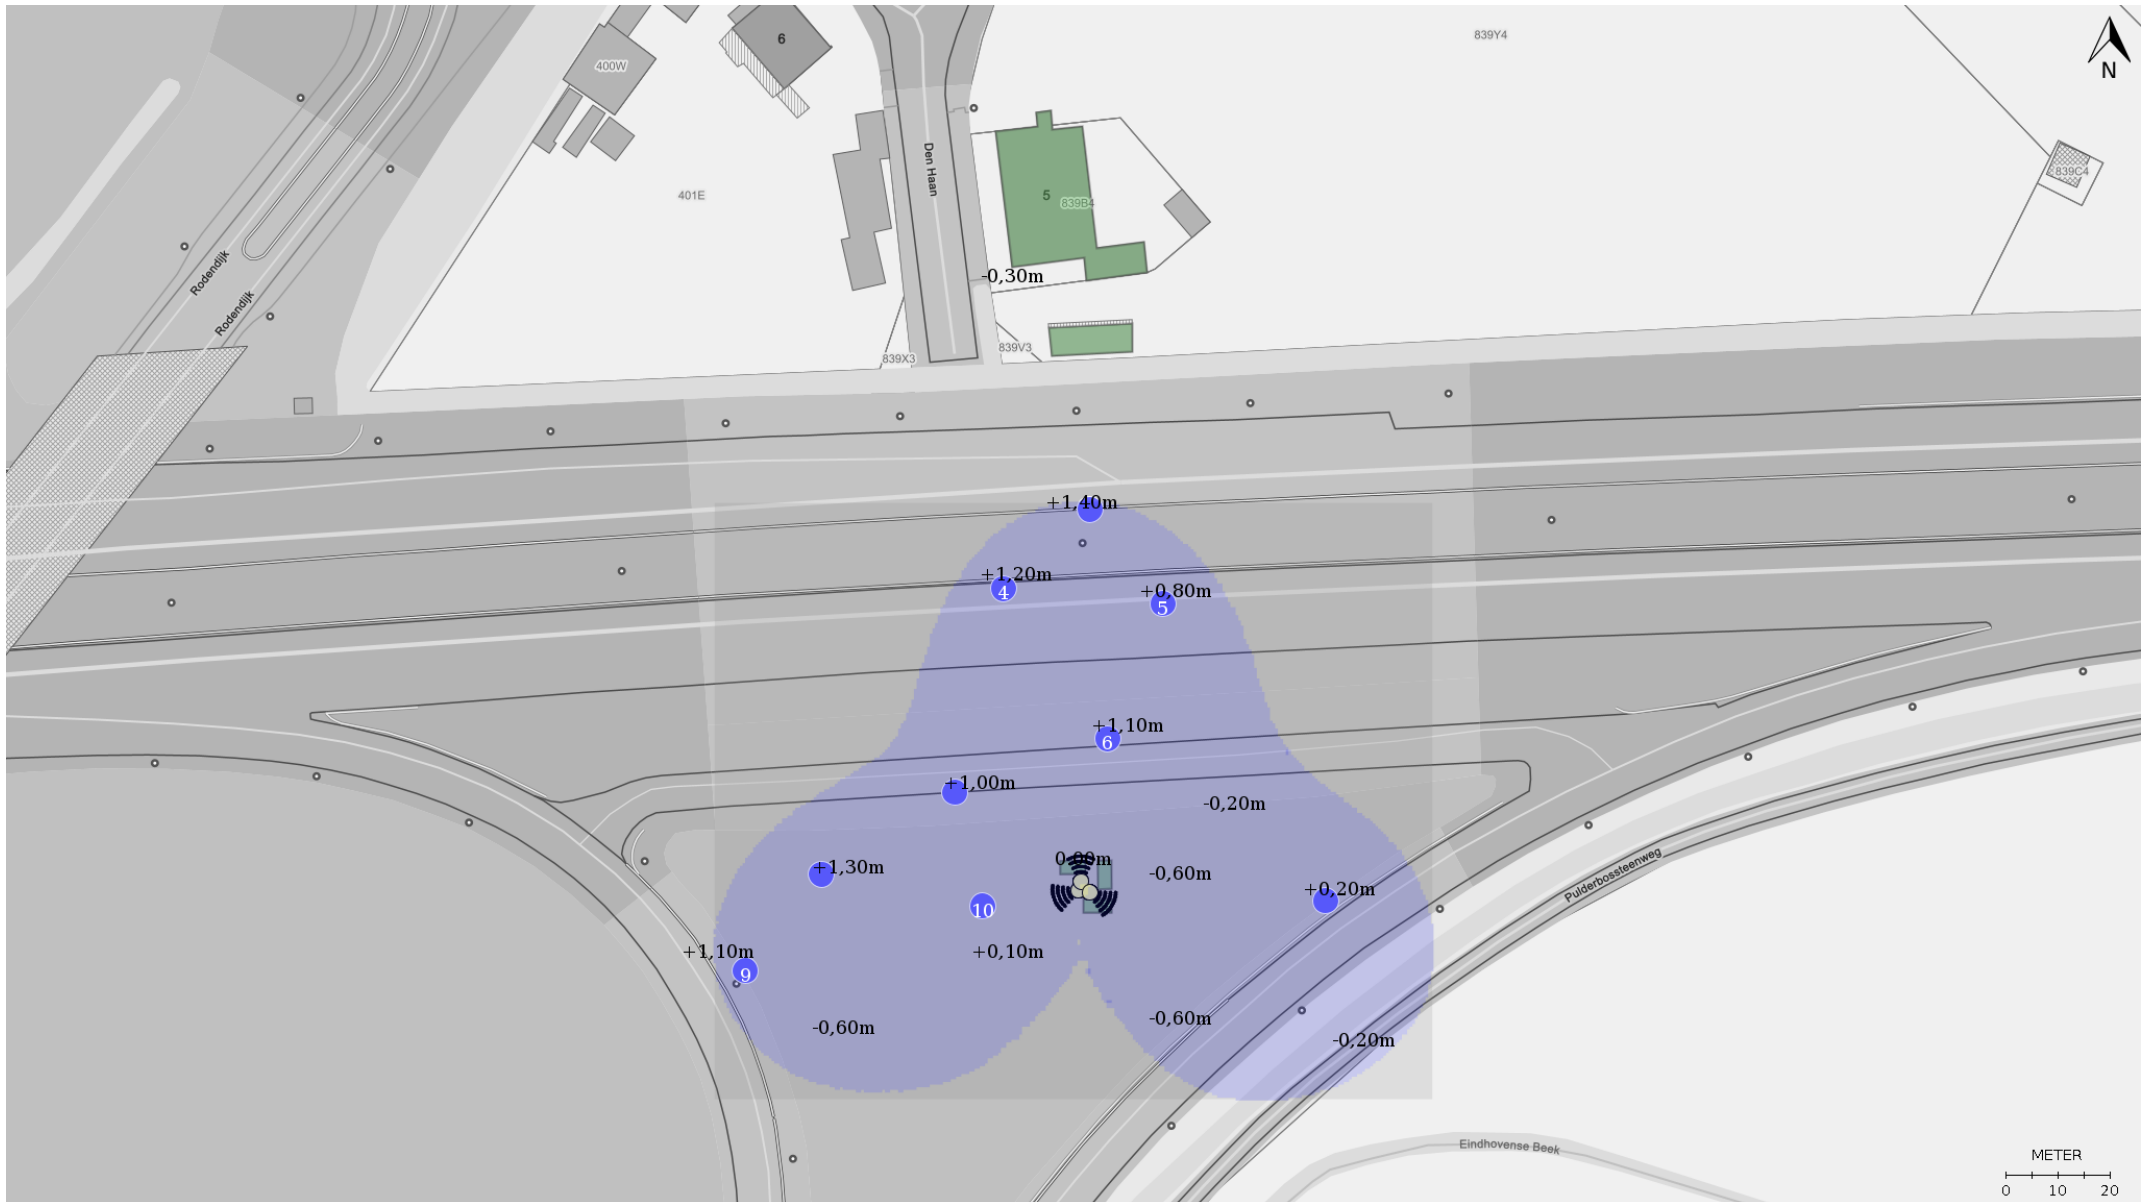 6
839Y4
N
400W
Den Haan
839C4
401E
5
839B4
Rodendijk
-0,30m
Rodendijk
839V3
839X3
+1,40m
+1,20m
4
+0,80m
5
+1,10m
6
+1,00m
-0,20m
0,00m
+1,30m
-0,60m
Pulderbossteenweg
+0,20m
10
+1,10m
+0,10m
9
-0,60m
-0,60m
-0,20m
Eindhovense Beek
METER
0 10 20